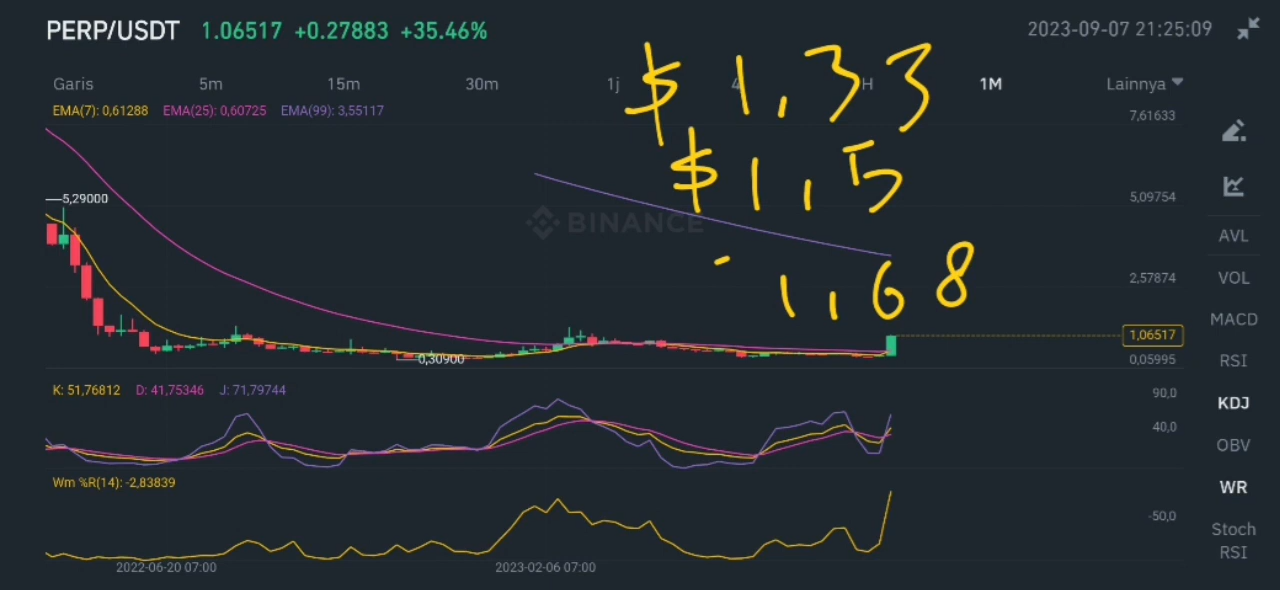 PERP/USDT 1.06517 +0.27883 +35.46% 2023-09-07 21:25:09
Garis 5m 15m 30m 1j 4 H 1M Lainnya
EMA(7): 0,61288 EMA(25): 0,60725 EMA(99): 3,55117
$ 1,33
$ 1,5
- 1,68
7,61633
5,29000
5,09754
BINANCE
AVL
2,57874
VOL
MACD
1,06517
0,30900
0,05995
RSI
K: 51,76812 D: 41,75346 J: 71,79744
90,0
KDJ
40,0
OBV
Wm %R(14): -2,83839
WR
-50,0
Stoch
RSI
2022-06-20 07:00 2023-02-06 07:00